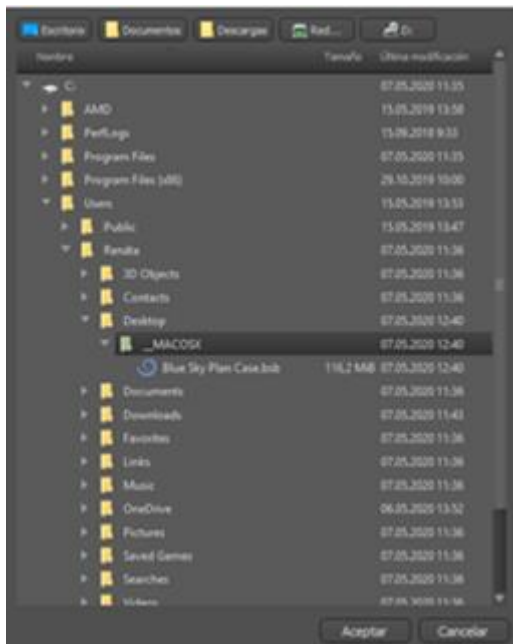 Escritorio Documentos Descargas Red... D:
Nombre Tamaño Última modificación
C: 07.05.2020 11:35
AMD 15.05.2019 13:58
PerfLogs 15.09.2018 9:33
Program Files 07.05.2020 11:35
Program Files (x86) 29.10.2019 10:00
Users 15.05.2019 13:53
Public 15.05.2019 13:47
07.05.2020 11:36
3D Objects 07.05.2020 11:36
Contacts 07.05.2020 11:36
Desktop 07.05.2020 12:40
__MACOSX 07.05.2020 12:40
Blue Sky Plan Case.bsb 116,2 MiB 07.05.2020 12:40
Documents 07.05.2020 11:36
Downloads 07.05.2020 11:43
Favorites 07.05.2020 11:36
Links 07.05.2020 11:36
Music 07.05.2020 11:36
OneDrive 06.05.2020 13:52
Pictures 07.05.2020 11:36
Saved Games 07.05.2020 11:36
Searches 07.05.2020 11:36
Videos 07.05.2020 11:36
Aceptar Cancelar